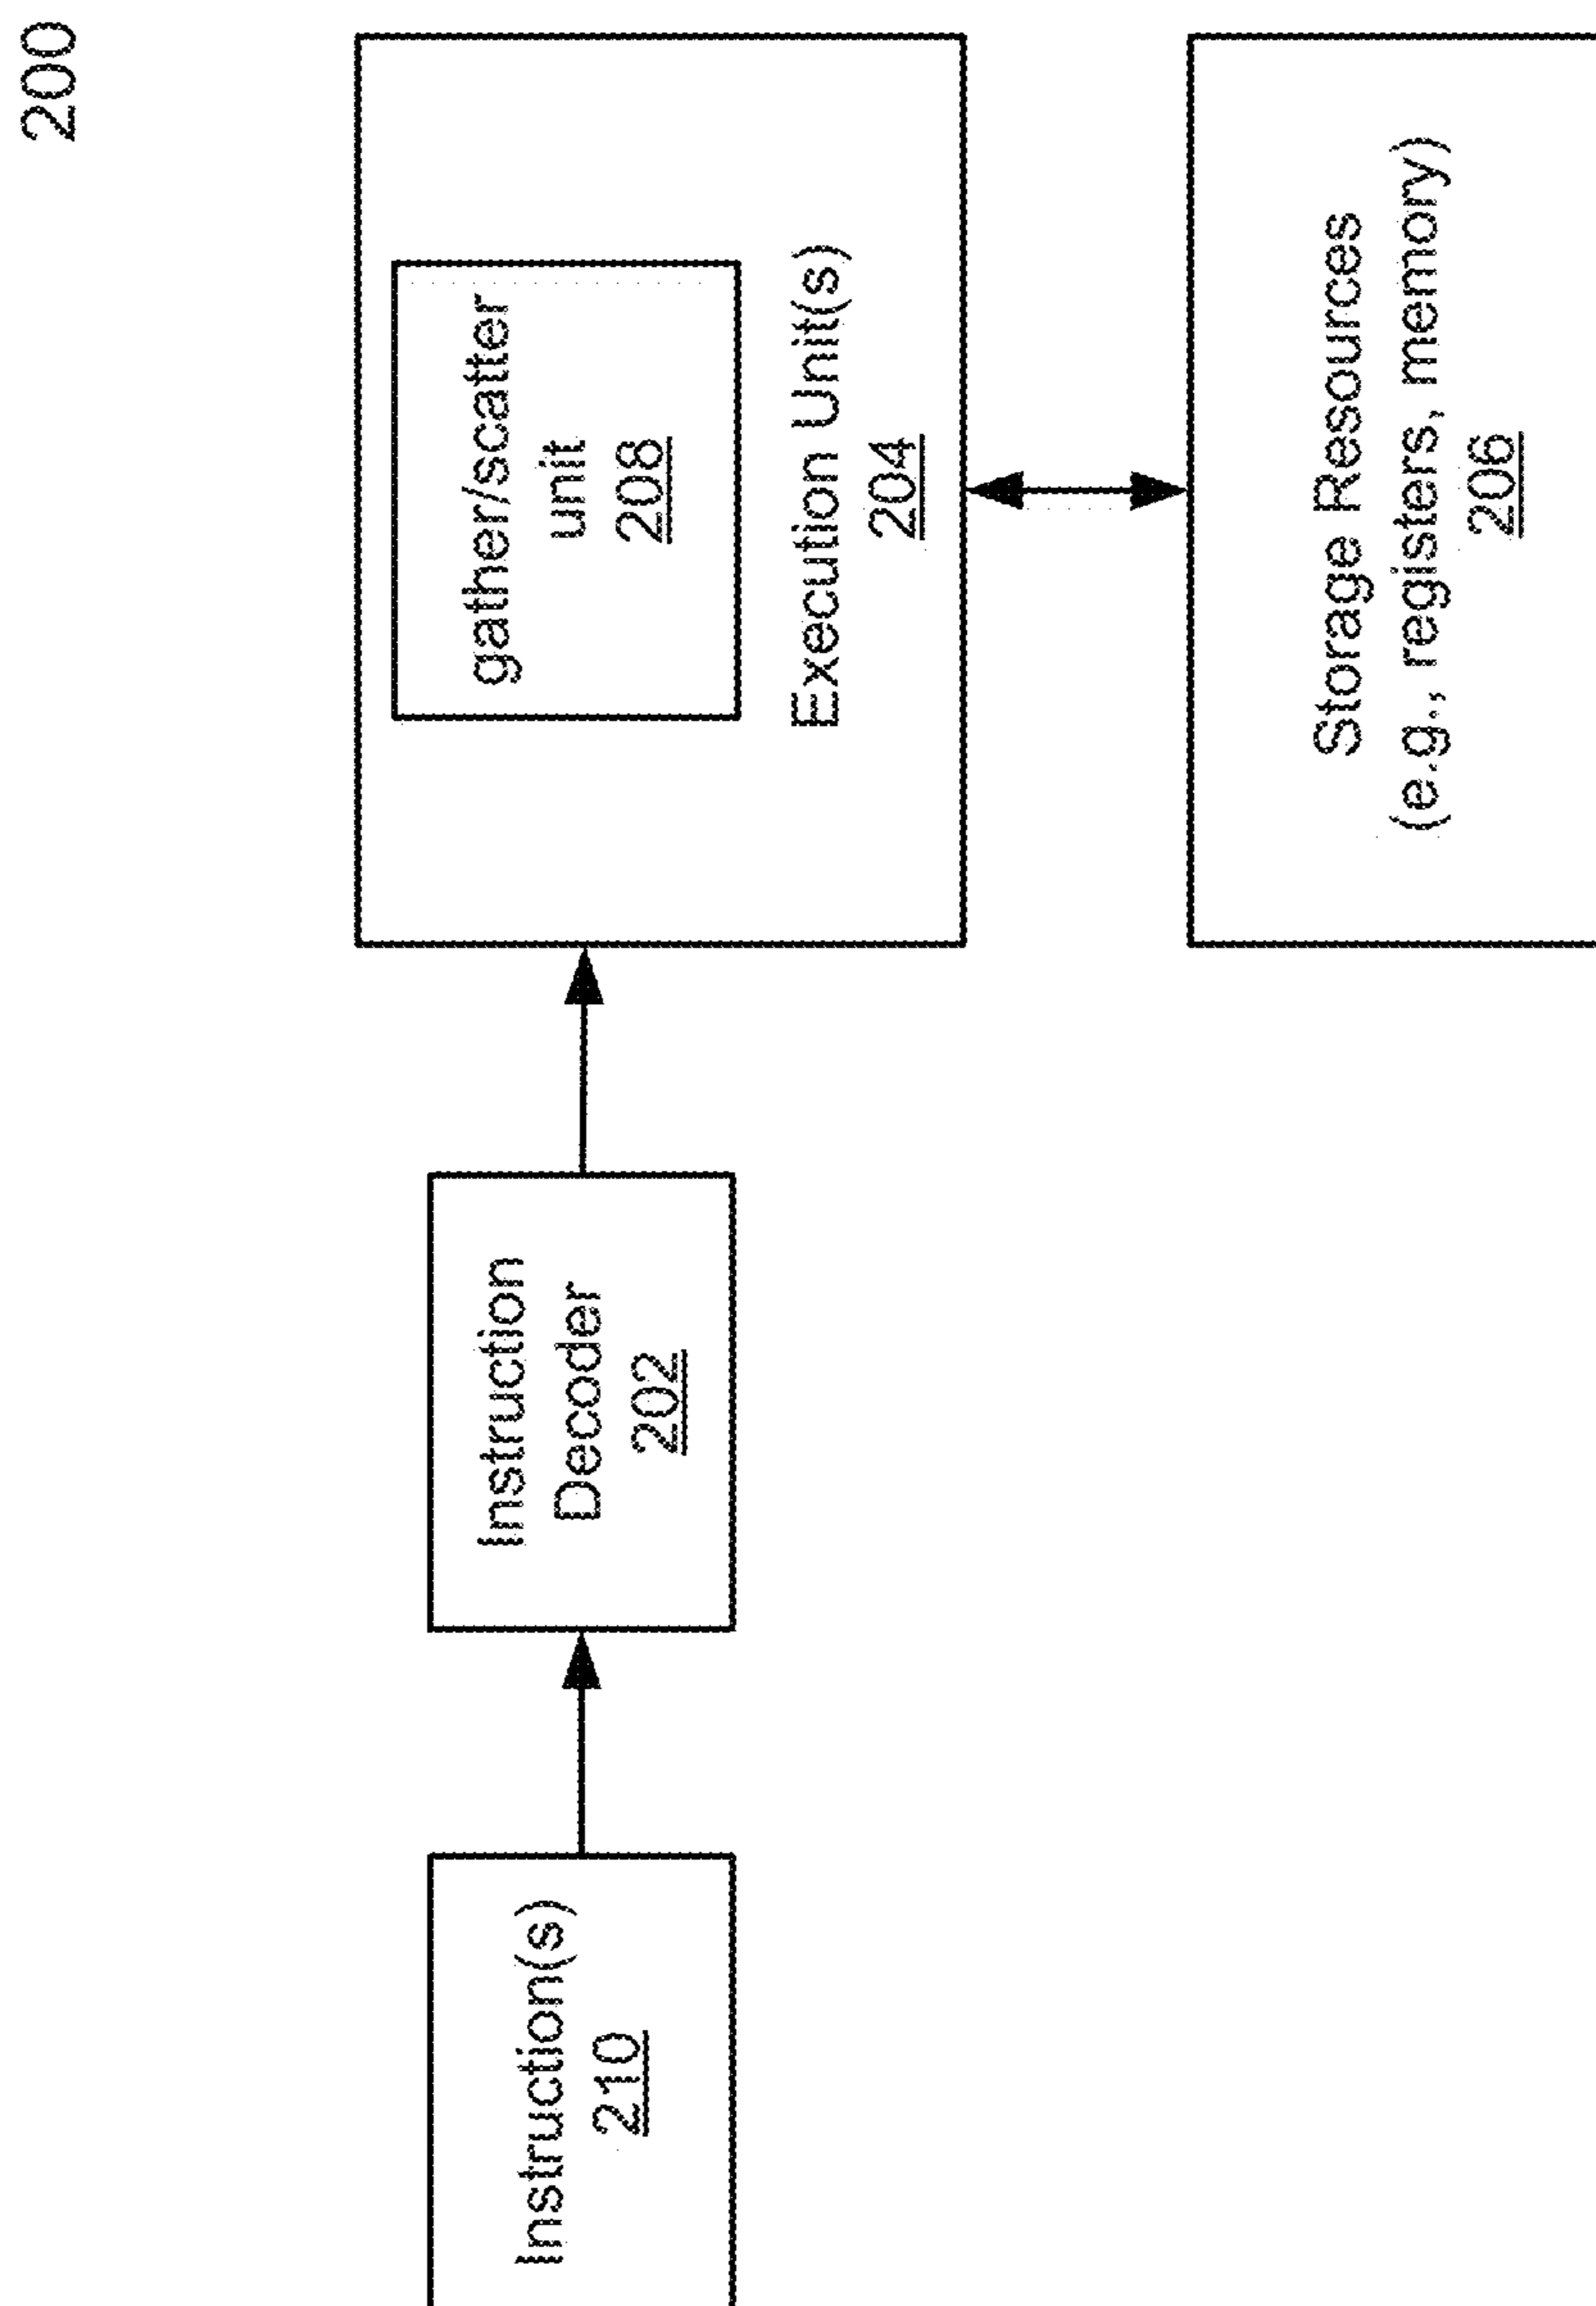 200
Instruction(s)
210
Instruction
Decoder
202
gather/scatter
unit
208
Execution Unit(s)
204
Storage Resources
(e.g., registers, memory)
206